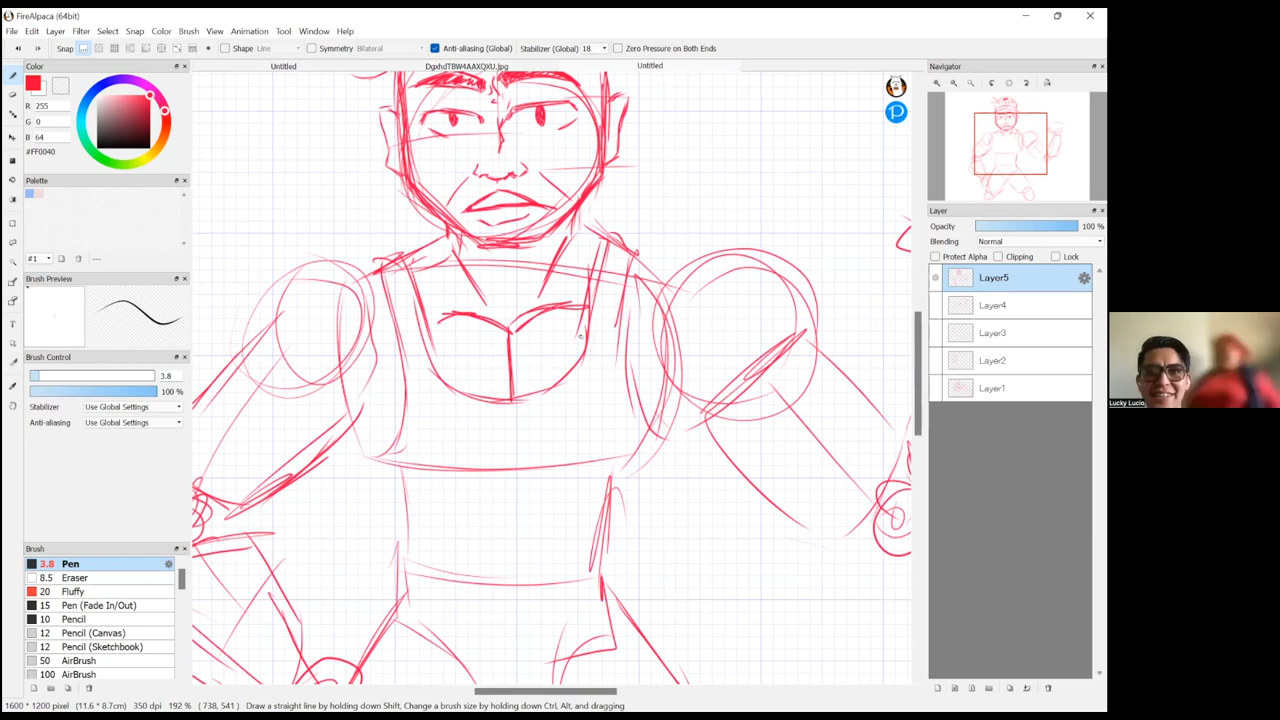 FireAlpaca (64bit)
File Edit Layer Filter Select Snap Color Brush Animation Tool Window Help
Snap Shape Line Symmetry Bilateral Anti-aliasing (Global) Stabilizer (Global) 18 Zero Pressure on Both Ends
Color
Untitled
DgxhdTBW4AAXQXU.jpg
Untitled
Navigator
R 255
G 0
B 64
#FF0040
Palette
#1
---
Brush Preview
Brush Control
3.8
100 %
Stabilizer Use Global Settings
Anti-aliasing Use Global Settings
Brush
3.8 Pen
8.5 Eraser
20 Fluffy
15 Pen (Fade In/Out)
10 Pencil
12 Pencil (Canvas)
12 Pencil (Sketchbook)
50 AirBrush
100 AirBrush
Layer
Opacity 100 %
Blending Normal
Protect Alpha Clipping Lock
Layer5
Layer4
Layer3
Layer2
Layer1
1600 * 1200 pixel (11.6 * 8.7cm) 350 dpi 192 % ( 738, 541 ) Draw a straight line by holding down Shift, Change a brush size by holding down Ctrl, Alt, and dragging
Lucky Lucia